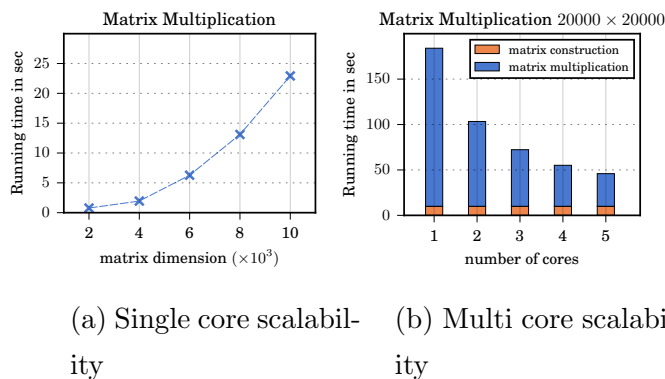 Matrix Multiplication
25
20
15
10
5
0
Running time in sec
2 4 6 8 10
matrix dimension (×10³)
(a) Single core scalabil-
ity
Matrix Multiplication 20000 × 20000
matrix construction
matrix multiplication
150
100
50
0
Running time in sec
1 2 3 4 5
number of cores
(b) Multi core scalabi
ity